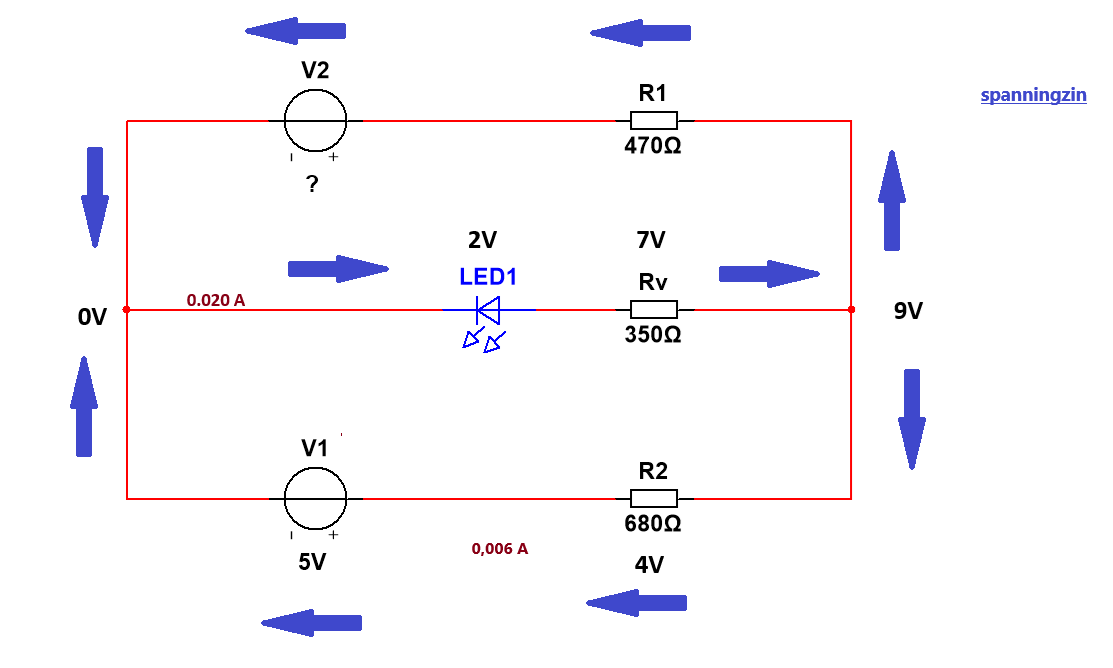 V2
R1
spanningzin
470Ω
- +
?
2V
7V
LED1
Rv
0.020 A
0V
9V
350Ω
V1
R2
- +
680Ω
0,006 A
5V
4V